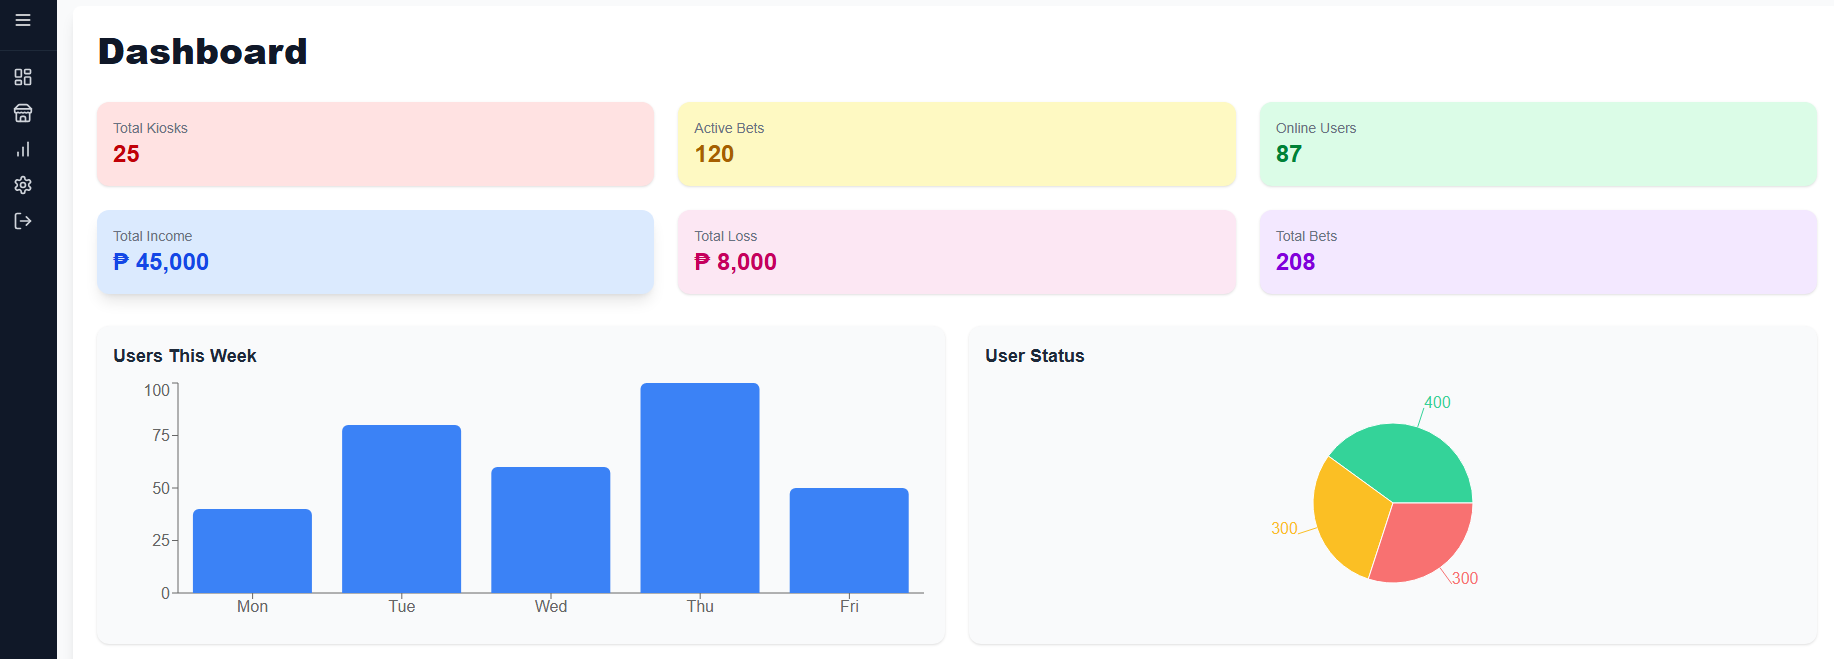 Dashboard
Total Kiosks
25
Active Bets
120
Online Users
87
Total Income
₱ 45,000
Total Loss
₱ 8,000
Total Bets
208
Users This Week
100
75
50
25
0
Mon Tue Wed Thu Fri
User Status
400
300
300